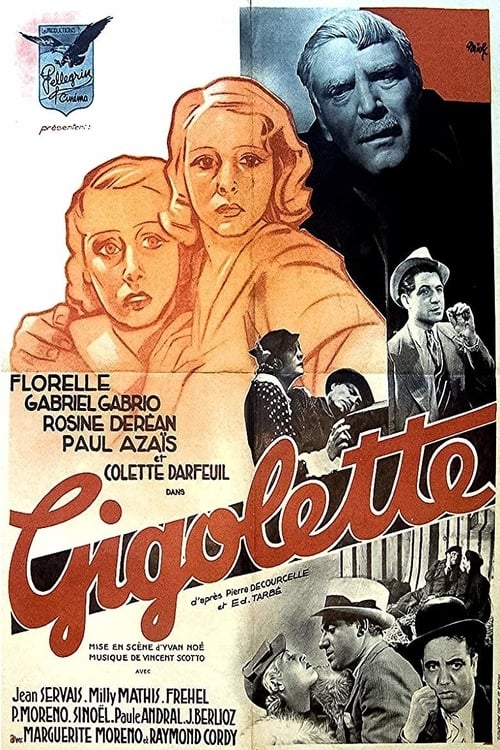 LES PRODUCTIONS
Pellegrin
Cinéma
présentent:
FLORELLE
GABRIEL GABRIO
ROSINE DERÉAN
PAUL AZAÏS
et
COLETTE DARFEUIL
DANS
Gigolette
d'après Pierre DECOURCELLE
et ED. TARBÉ
MISE EN SCÈNE D'YVAN NOÉ
MUSIQUE DE VINCENT SCOTTO
AVEC
Jean SERVAIS, Milly MATHIS, FREHEL
P. MORENO, SINOËL, Paule ANDRAL, J. BERLIOZ
avec MARGUERITE MORENO et RAYMOND CORDY